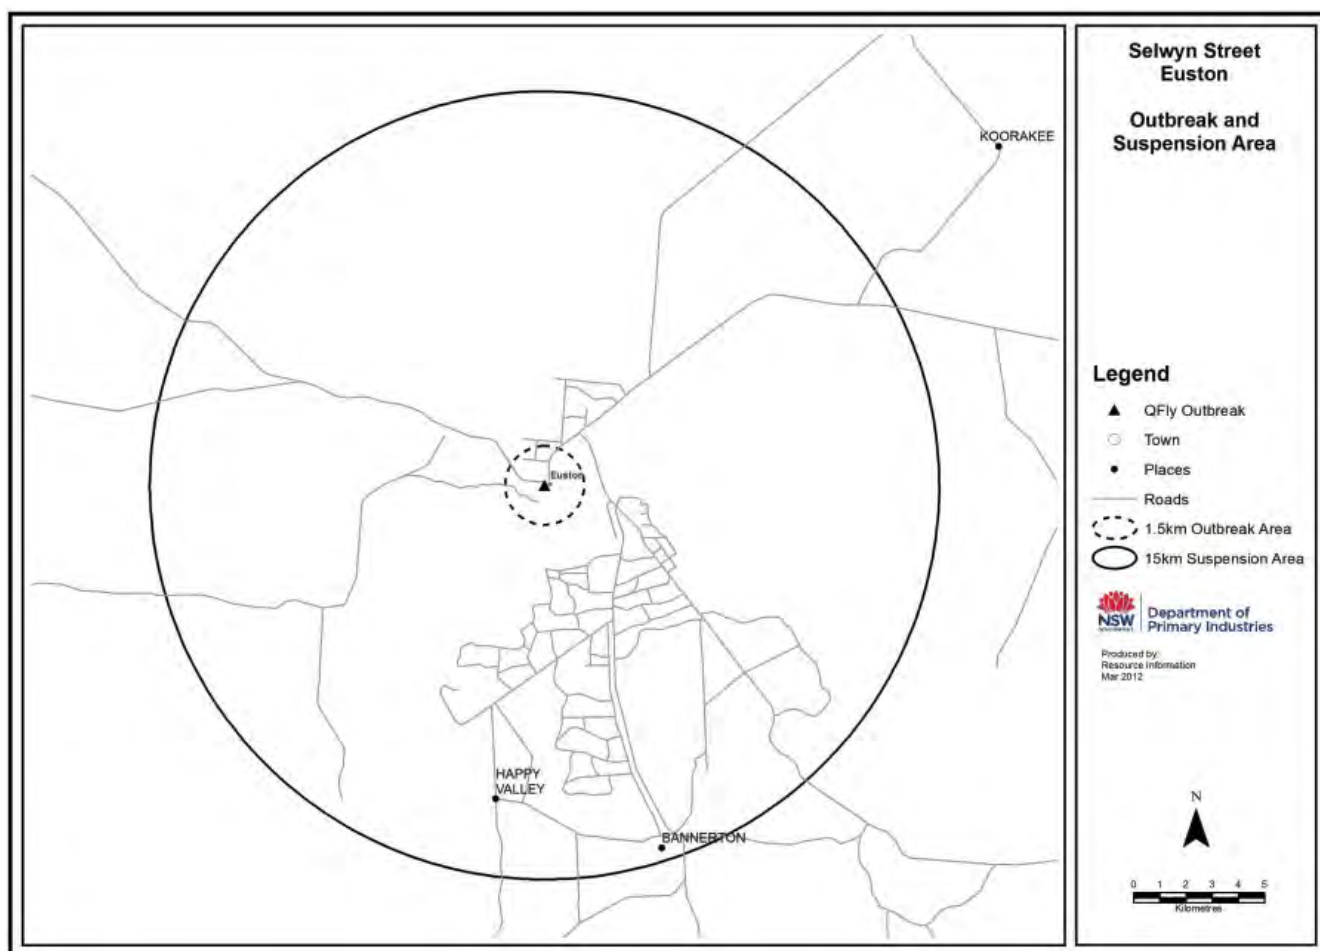 Selwyn Street
Euston
Outbreak and
Suspension Area
KOORAKEE
Euston
HAPPY
VALLEY
BANNERTON
Legend
QFly Outbreak
Town
Places
Roads
1.5km Outbreak Area
15km Suspension Area
NSW
Department of
Primary Industries
Produced by:
Resource Information
Mar 2012
N
0 1 2 3 4 5
Kilometres